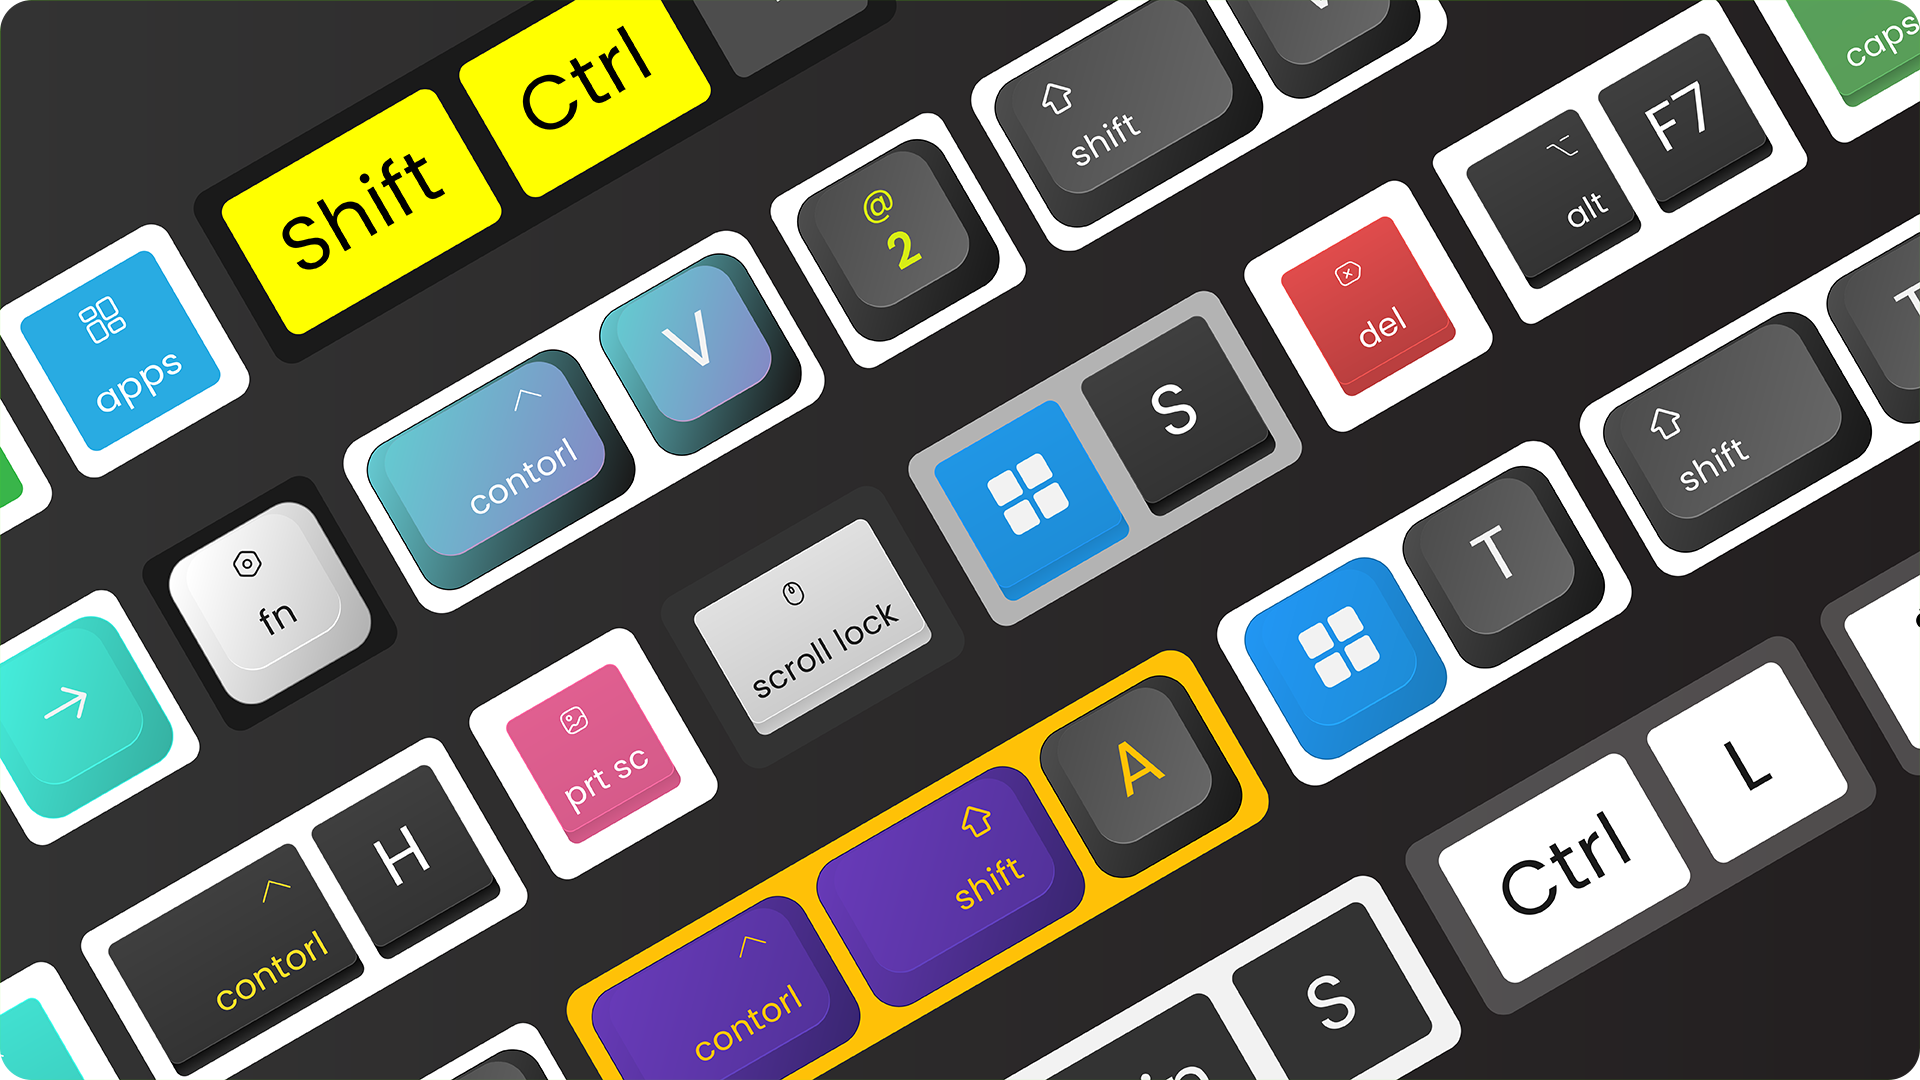 Shift
Ctrl
apps
@
2
shift
caps
alt
F7
contorl
V
del
S
fn
scroll lock
T
shift
prt sc
contorl
H
contorl
shift
A
Ctrl
L
S